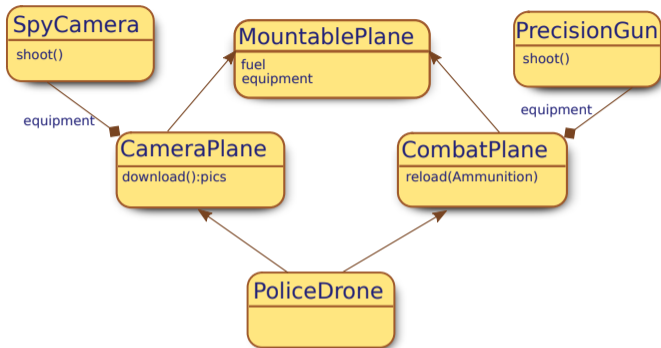 SpyCamera
shoot()
MountablePlane
fuel
equipment
PrecisionGun
shoot()
equipment
equipment
CameraPlane
download():pics
CombatPlane
reload(Ammunition)
PoliceDrone